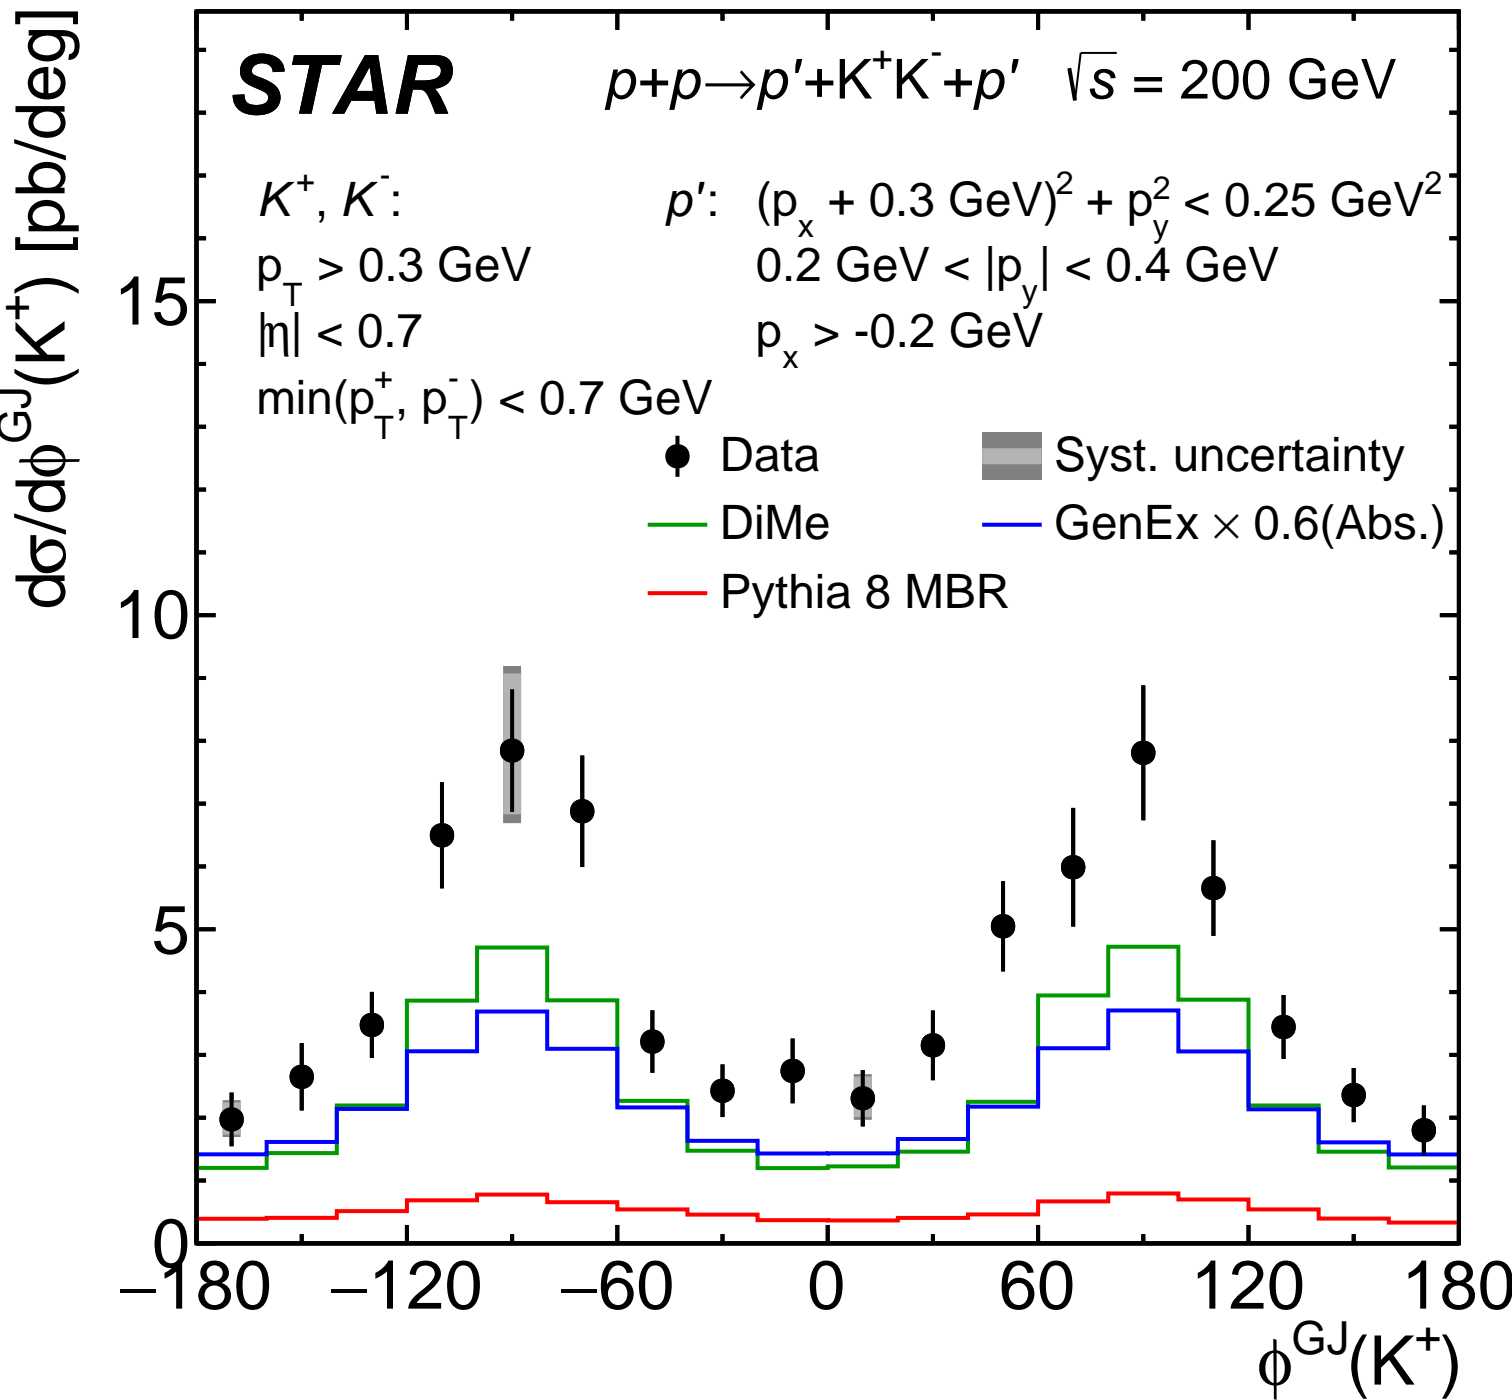 STAR p+p→p′+K⁺K⁻+p′ √s = 200 GeV
K⁺, K⁻: p′: (pₓ + 0.3 GeV)² + p_y² < 0.25 GeV²
p_T > 0.3 GeV 0.2 GeV < |p_y| < 0.4 GeV
|η| < 0.7 pₓ > -0.2 GeV
min(p_T⁺, p_T⁻) < 0.7 GeV
Data Syst. uncertainty
DiMe GenEx × 0.6(Abs.)
Pythia 8 MBR
dσ/dφ^GJ(K⁺) [pb/deg]
15
10
5
0
−180 −120 −60 0 60 120 180
φ^GJ(K⁺)